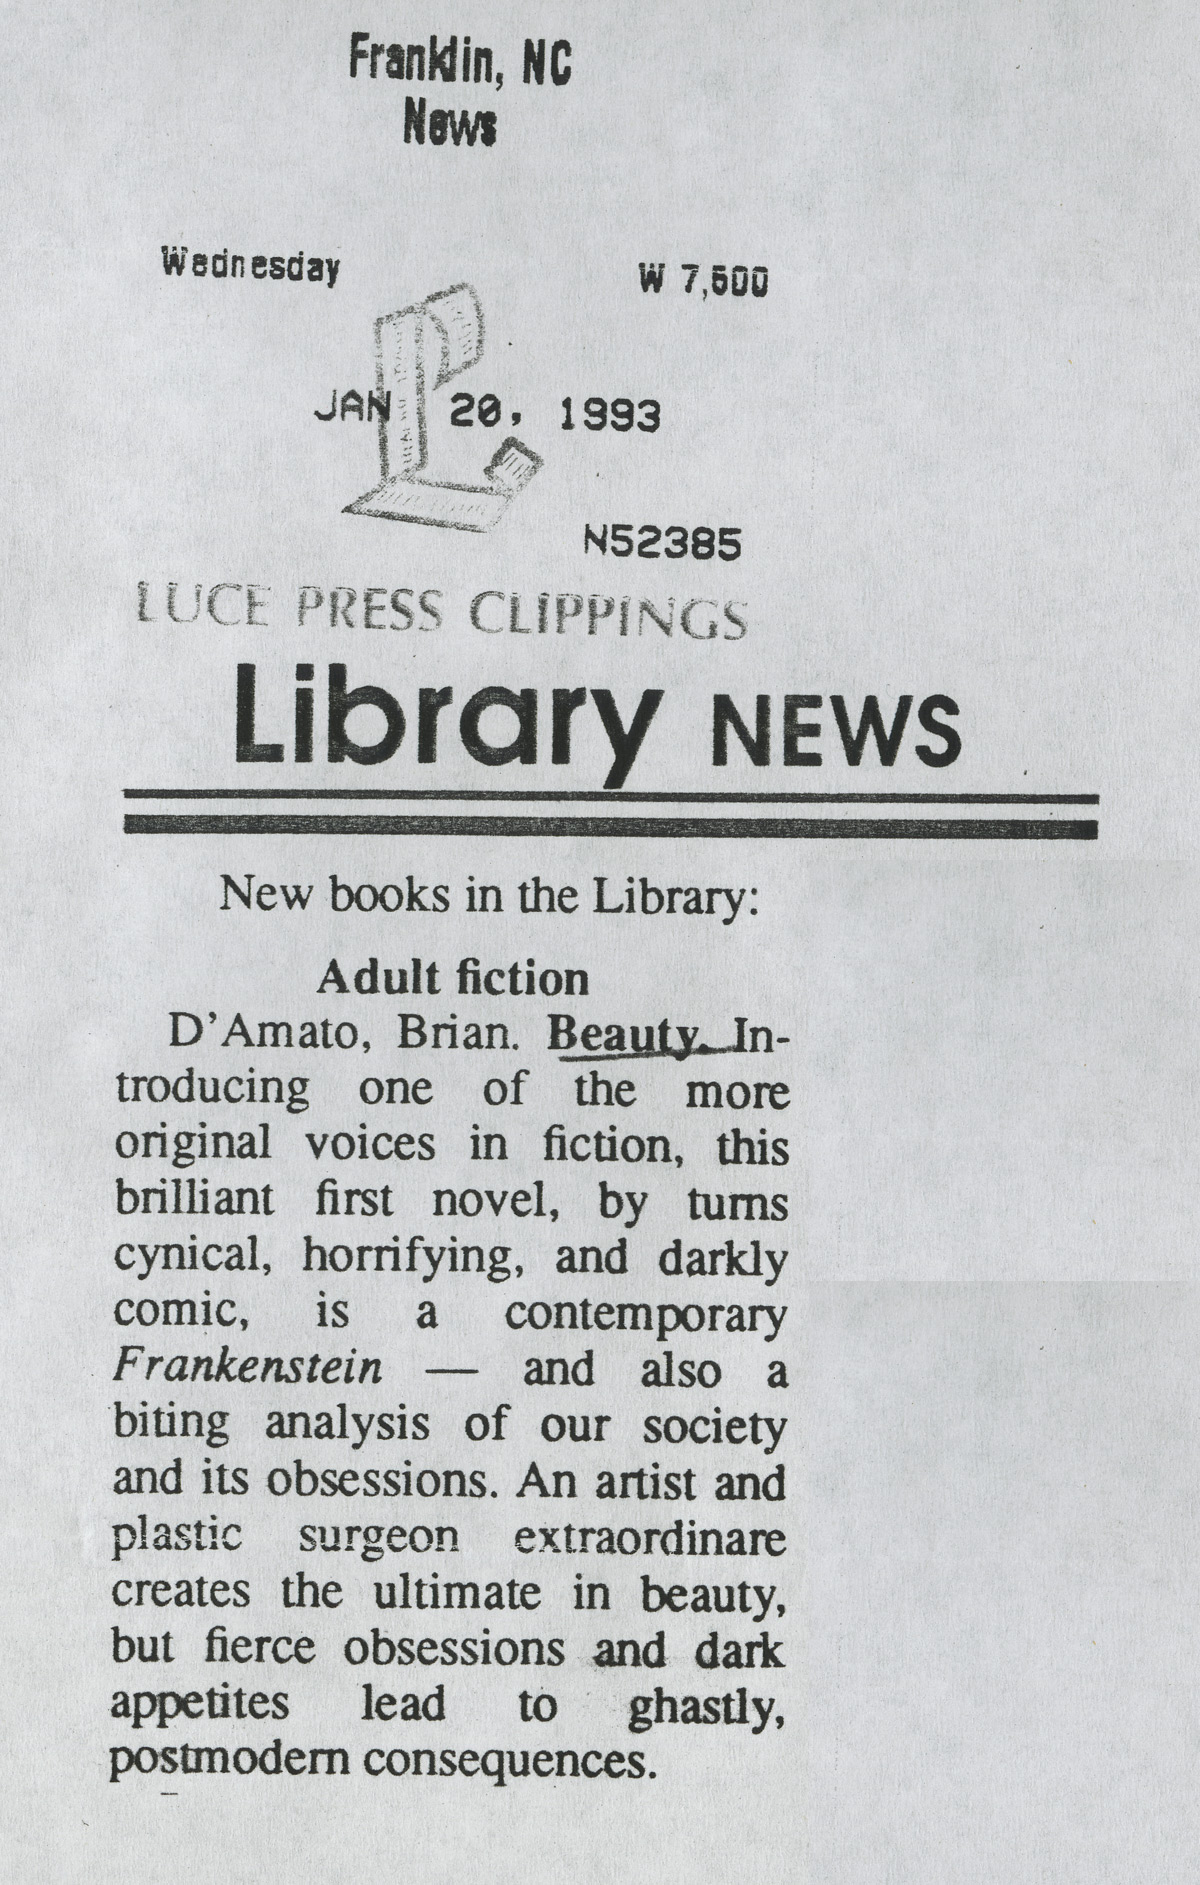 Franklin, NC
News
Wednesday
W 7,500
JAN 20, 1993
N52385
LUCE PRESS CLIPPINGS
Library NEWS
New books in the Library:
Adult fiction
D'Amato, Brian. Beauty. In-
troducing one of the more
original voices in fiction, this
brilliant first novel, by turns
cynical, horrifying, and darkly
comic, is a contemporary
Frankenstein — and also a
biting analysis of our society
and its obsessions. An artist and
plastic surgeon extraordinare
creates the ultimate in beauty,
but fierce obsessions and dark
appetites lead to ghastly,
postmodern consequences.